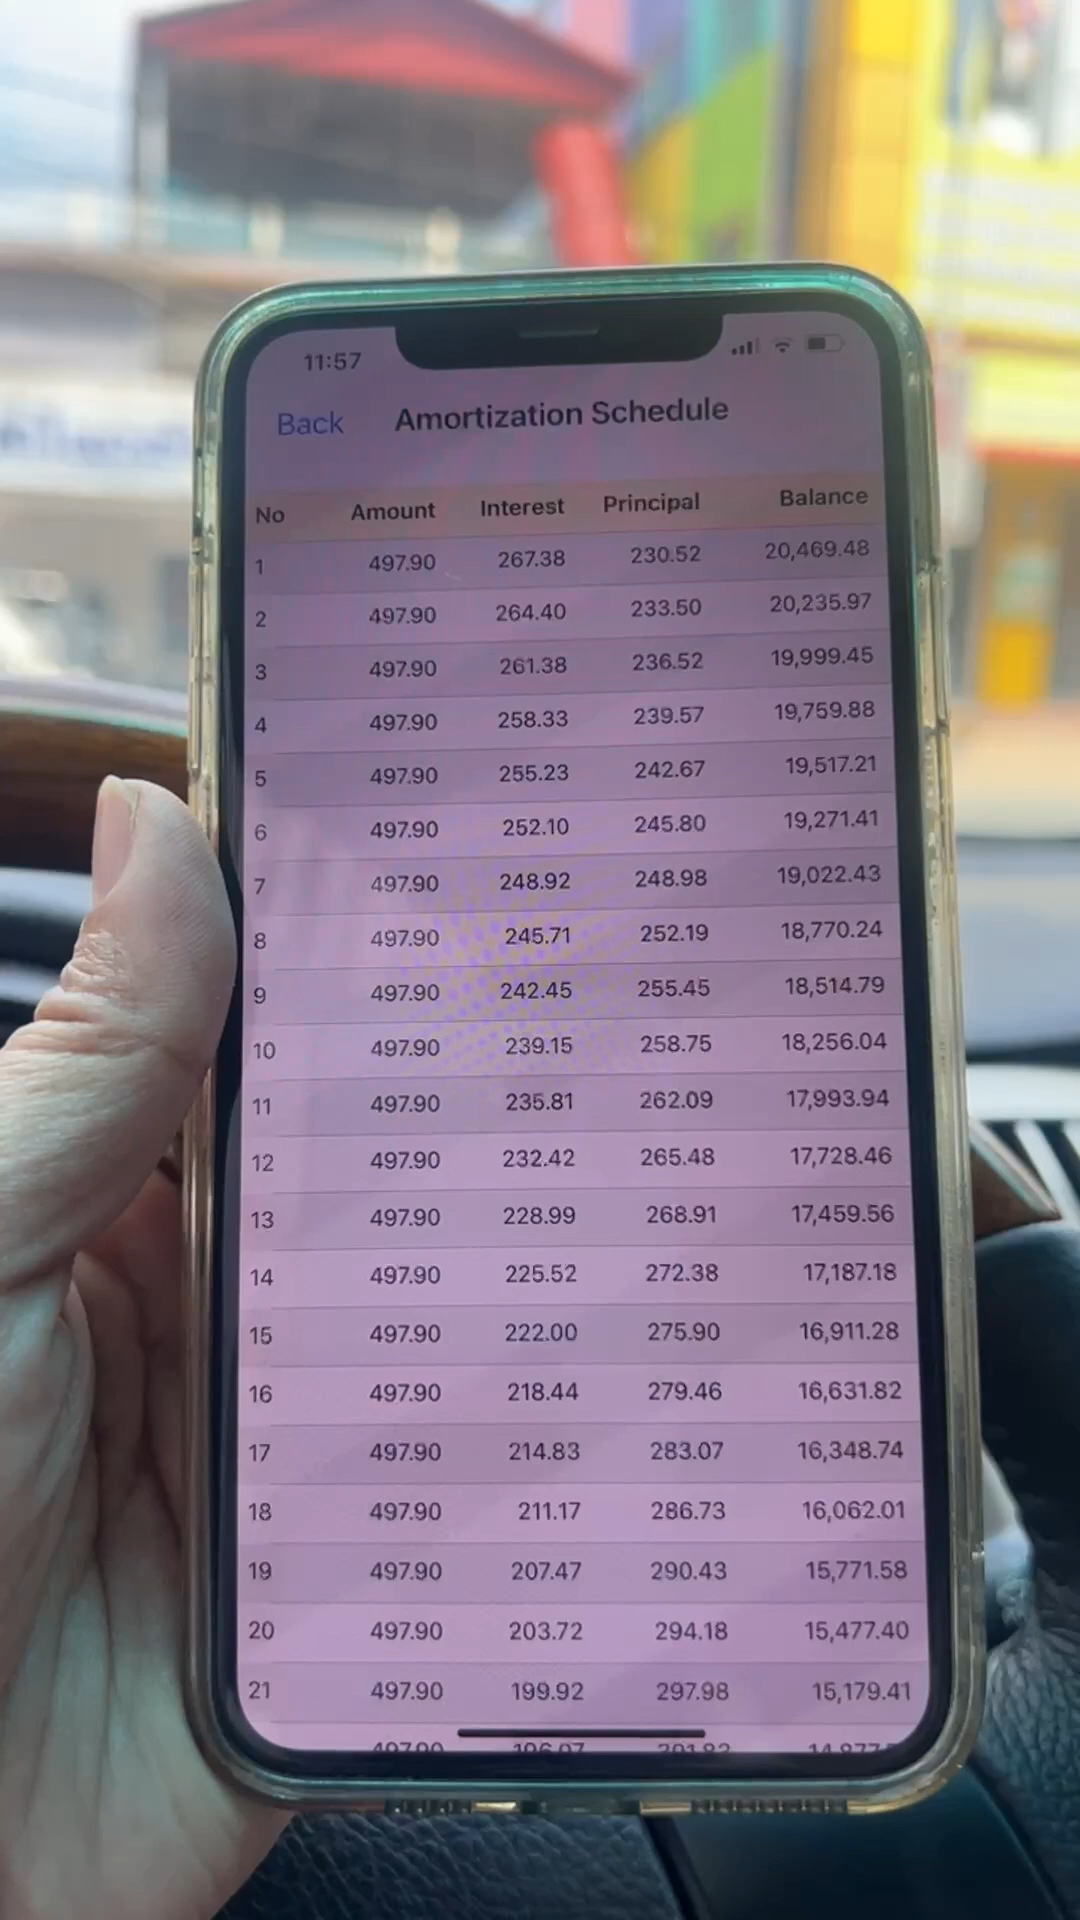 11:57
Back Amortization Schedule
No Amount Interest Principal Balance
1 497.90 267.38 230.52 20,469.48
2 497.90 264.40 233.50 20,235.97
3 497.90 261.38 236.52 19,999.45
4 497.90 258.33 239.57 19,759.88
5 497.90 255.23 242.67 19,517.21
6 497.90 252.10 245.80 19,271.41
7 497.90 248.92 248.98 19,022.43
8 497.90 245.71 252.19 18,770.24
9 497.90 242.45 255.45 18,514.79
10 497.90 239.15 258.75 18,256.04
11 497.90 235.81 262.09 17,993.94
12 497.90 232.42 265.48 17,728.46
13 497.90 228.99 268.91 17,459.56
14 497.90 225.52 272.38 17,187.18
15 497.90 222.00 275.90 16,911.28
16 497.90 218.44 279.46 16,631.82
17 497.90 214.83 283.07 16,348.74
18 497.90 211.17 286.73 16,062.01
19 497.90 207.47 290.43 15,771.58
20 497.90 203.72 294.18 15,477.40
21 497.90 199.92 297.98 15,179.41
497.90 196.07 301.83